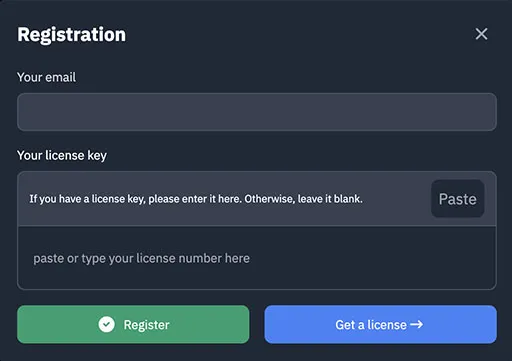 Registration
Your email
Your license key
If you have a license key, please enter it here. Otherwise, leave it blank.
Paste
paste or type your license number here
Register
Get a license →